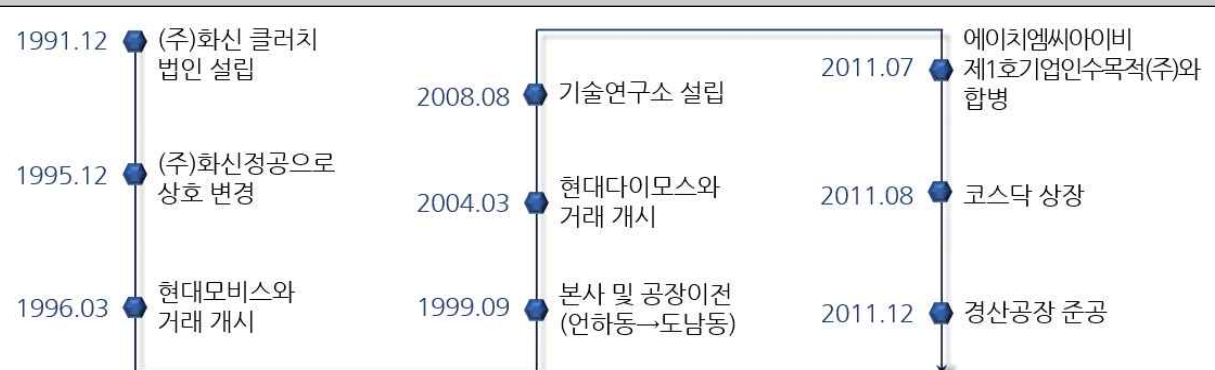 1991.12 (주)화신 클러치
법인 설립
1995.12 (주)화신정공으로
상호 변경
1996.03 현대모비스와
거래 개시
1999.09 본사 및 공장이전
(언하동→도남동)
2004.03 현대다이모스와
거래 개시
2008.08 기술연구소 설립
2011.07 에이치엠씨아이비
제1호기업인수목적(주)와
합병
2011.08 코스닥 상장
2011.12 경산공장 준공